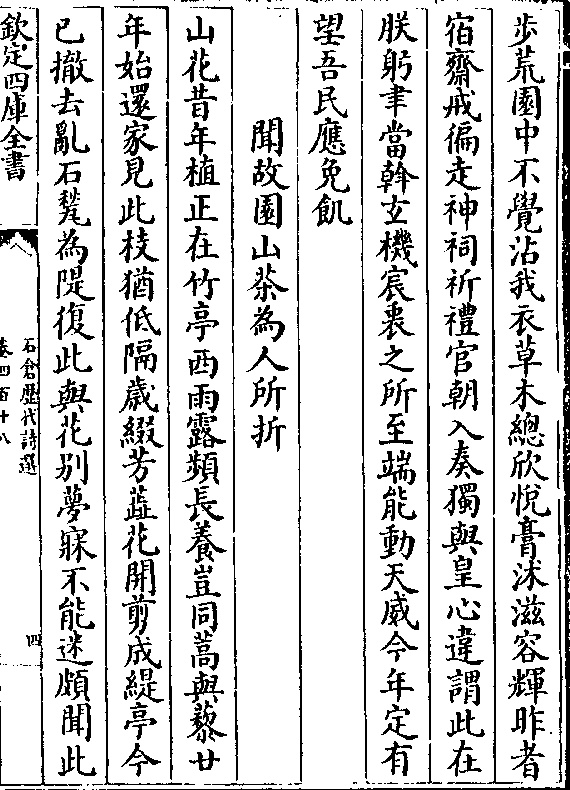 歩荒園中不覺沾我衣草木總欣悅膏沐滋容輝昨者
宿齋戒徧走神祠祈禮官朝入奏獨與皇心違謂此在
朕躬聿當斡玄機宸衷之所至端能動天威今年定有
望吾民應免飢
聞故園山茶為人所折
山花昔年植正在竹亭西雨露頻長養豈同蒿與藜廿
年始還家見此枝猶低隔歲綴芳蕋花開剪成緹亭今
已撤去亂石甃為隄復此與花别夢寐不能迷頗聞此
欽定四庫全書
石倉歷代詩選
卷四百十八
四